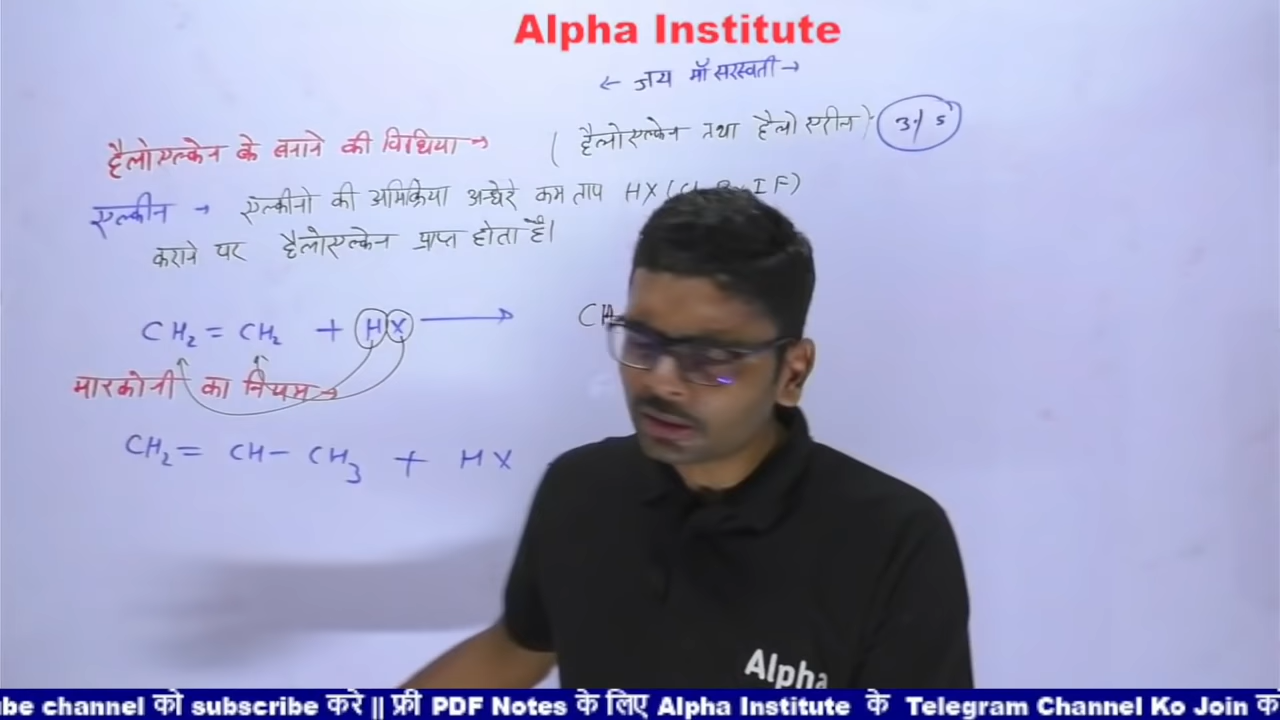 Alpha Institute
← जय माँ सरस्वती →
हैलोएल्केन के बनाने की विधिया → ( हैलोएल्केन तथा हैलोएरीन)
एल्कीन → एल्कीनो की अभिक्रिया अन्धेरे कम ताप HX ( IF)
कराने पर हैलोएल्केन प्राप्त होता है।
CH₂ = CH₂ + HX ⟶ CH
मारकोनी का नियम →
CH₂ = CH – CH₃ + HX
Alpha
be channel को subscribe करे || फ्री PDF Notes के लिए Alpha Institute के Telegram Channel Ko Join क